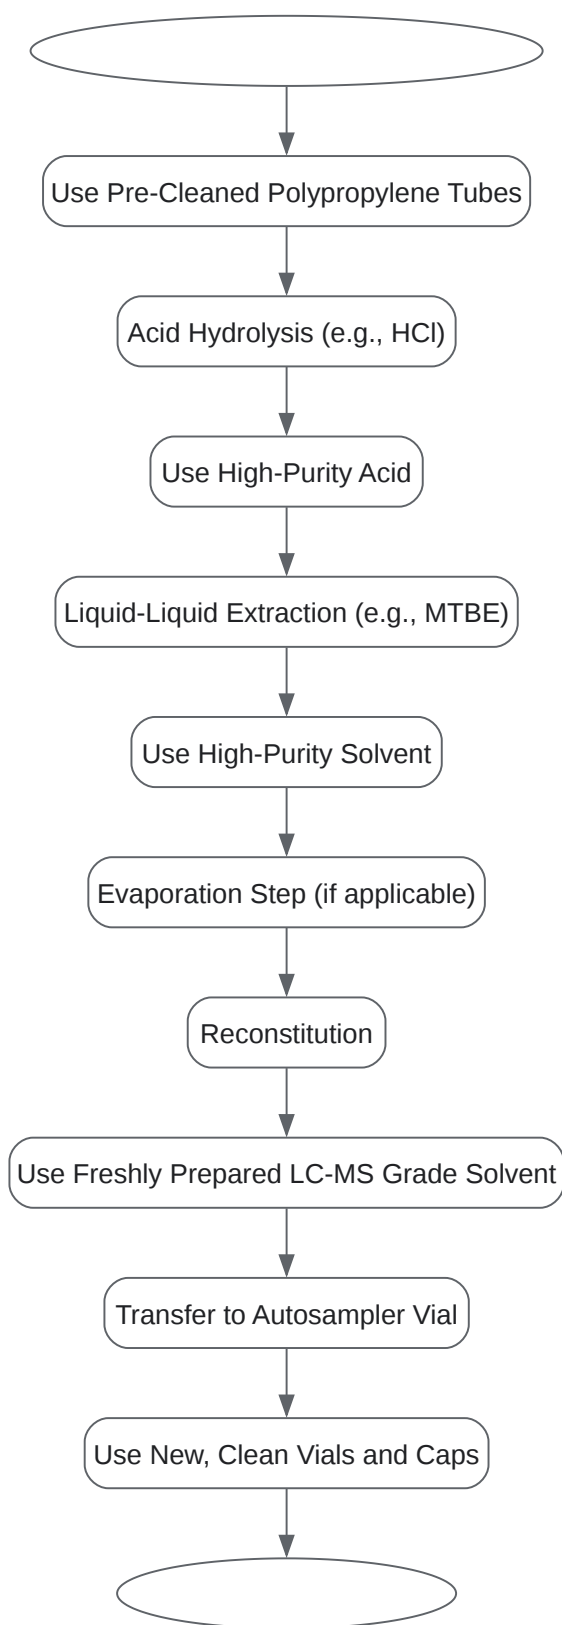 Use Pre-Cleaned Polypropylene Tubes
Acid Hydrolysis (e.g., HCl)
Use High-Purity Acid
Liquid-Liquid Extraction (e.g., MTBE)
Use High-Purity Solvent
Evaporation Step (if applicable)
Reconstitution
Use Freshly Prepared LC-MS Grade Solvent
Transfer to Autosampler Vial
Use New, Clean Vials and Caps